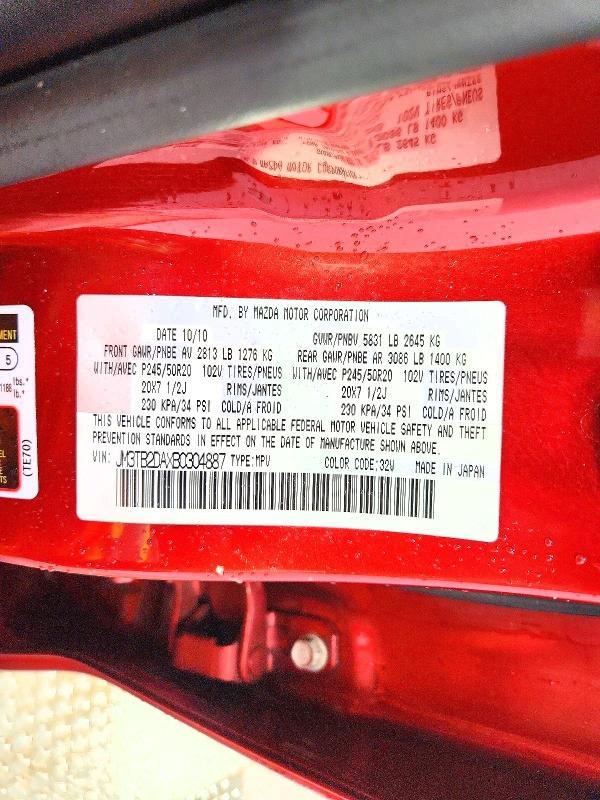 MFD. BY MAZDA MOTOR CORPORATION
DATE 10/10 GVWR/PNBV 5831 LB 2645 KG
FRONT GAWR/PNBE AV 2813 LB 1276 KG REAR GAWR/PNBE AR 3086 LB 1400 KG
WITH/AVEC P245/50R20 102V TIRES/PNEUS WITH/AVEC P245/50R20 102V TIRES/PNEUS
20X7 1/2J RIMS/JANTES 20X7 1/2J RIMS/JANTES
230 KPA/34 PSI COLD/A FROID 230 KPA/34 PSI COLD/A FROID
THIS VEHICLE CONFORMS TO ALL APPLICABLE FEDERAL MOTOR VEHICLE SAFETY AND THEFT
PREVENTION STANDARDS IN EFFECT ON THE DATE OF MANUFACTURE SHOWN ABOVE.
VIN: JM3TB2DAXB0304887 TYPE:MPV COLOR CODE:32V MADE IN JAPAN
MENT
5
lbs.*
lb.*
(TE70)